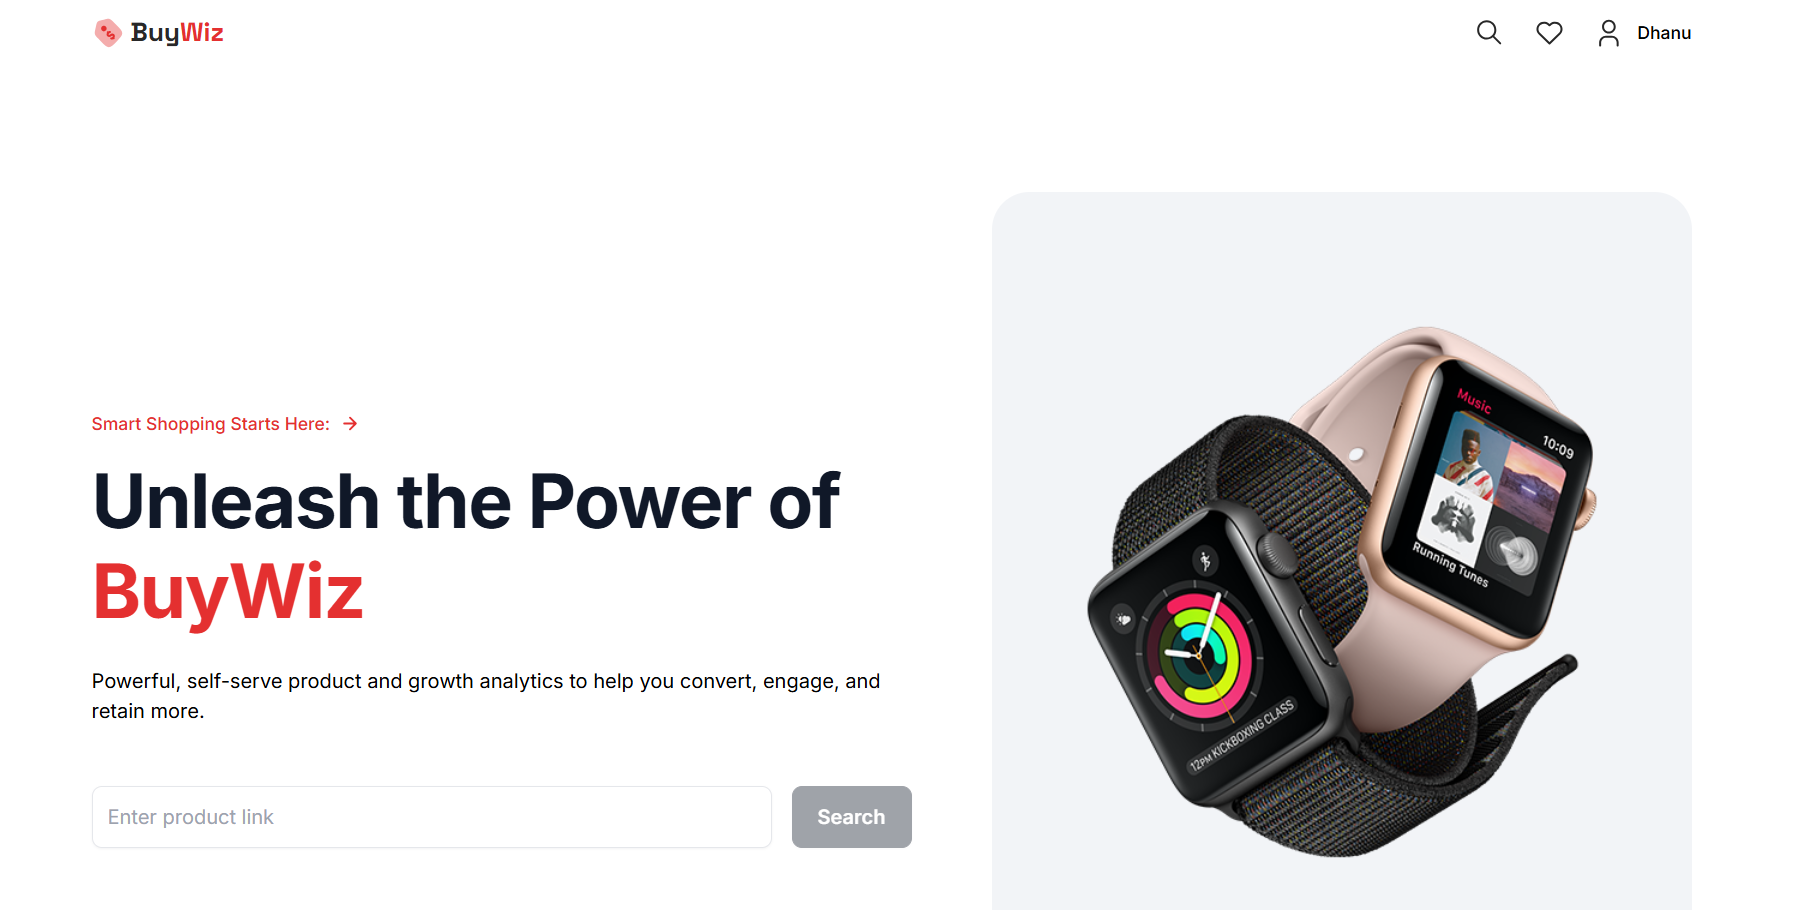 BuyWiz
Dhanu
Smart Shopping Starts Here:
Unleash the Power of
BuyWiz
Powerful, self-serve product and growth analytics to help you convert, engage, and
retain more.
Enter product link
Search
Music
10:09
Running Tunes
12PM KICKBOXING CLASS